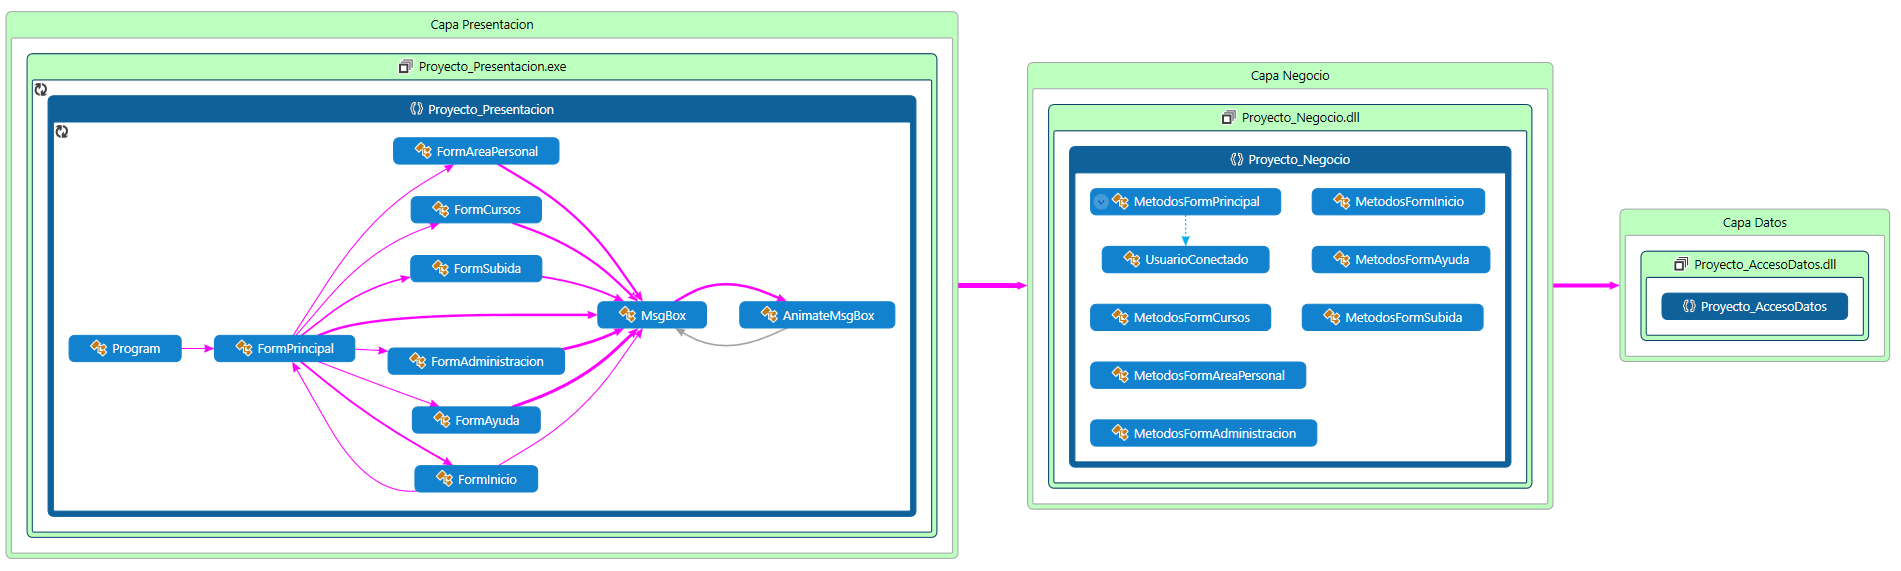 Capa Presentacion
Proyecto_Presentacion.exe
Proyecto_Presentacion
FormAreaPersonal
FormCursos
FormSubida
MsgBox
AnimateMsgBox
Program
FormPrincipal
FormAdministracion
FormAyuda
FormInicio
Capa Negocio
Proyecto_Negocio.dll
Proyecto_Negocio
MetodosFormPrincipal
MetodosFormInicio
UsuarioConectado
MetodosFormAyuda
MetodosFormCursos
MetodosFormSubida
MetodosFormAreaPersonal
MetodosFormAdministracion
Capa Datos
Proyecto_AccesoDatos.dll
Proyecto_AccesoDatos